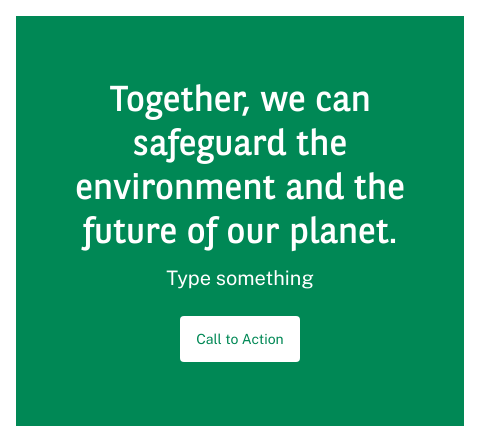 Together, we can
safeguard the
environment and the
future of our planet.
Type something
Call to Action